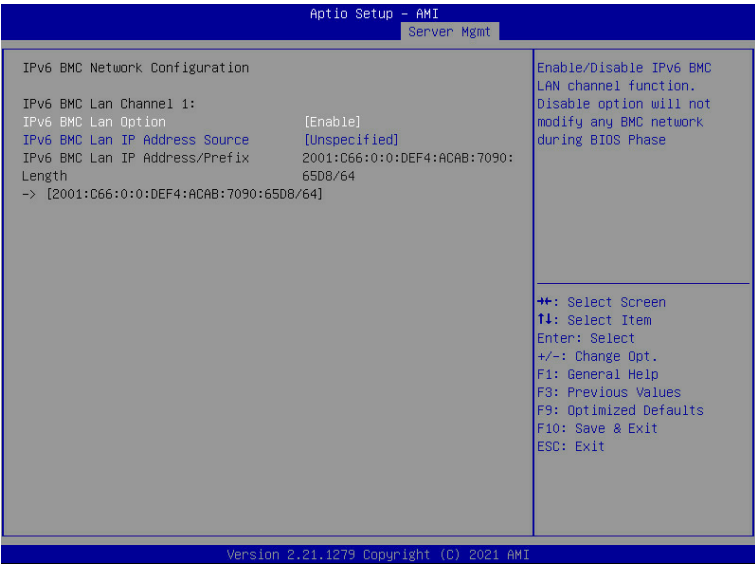 Aptio Setup – AMI
Server Mgmt
IPv6 BMC Network Configuration
IPv6 BMC Lan Channel 1:
IPv6 BMC Lan Option [Enable]
IPv6 BMC Lan IP Address Source [Unspecified]
IPv6 BMC Lan IP Address/Prefix 2001:C66:0:0:DEF4:ACAB:7090:
Length 65D8/64
-> [2001:C66:0:0:DEF4:ACAB:7090:65D8/64]
Enable/Disable IPv6 BMC
LAN channel function.
Disable option will not
modify any BMC network
during BIOS Phase
→←: Select Screen
↑↓: Select Item
Enter: Select
+/-: Change Opt.
F1: General Help
F3: Previous Values
F9: Optimized Defaults
F10: Save & Exit
ESC: Exit
Version 2.21.1279 Copyright (C) 2021 AMI